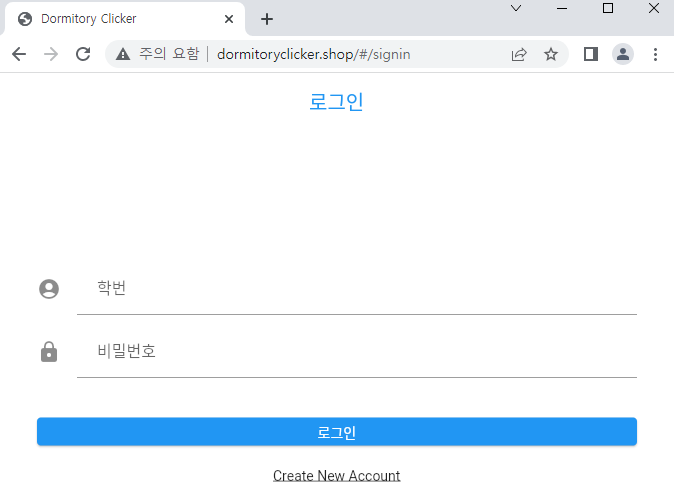 Dormitory Clicker
주의 요함 | dormitoryclicker.shop/#/signin
로그인
학번
비밀번호
로그인
Create New Account